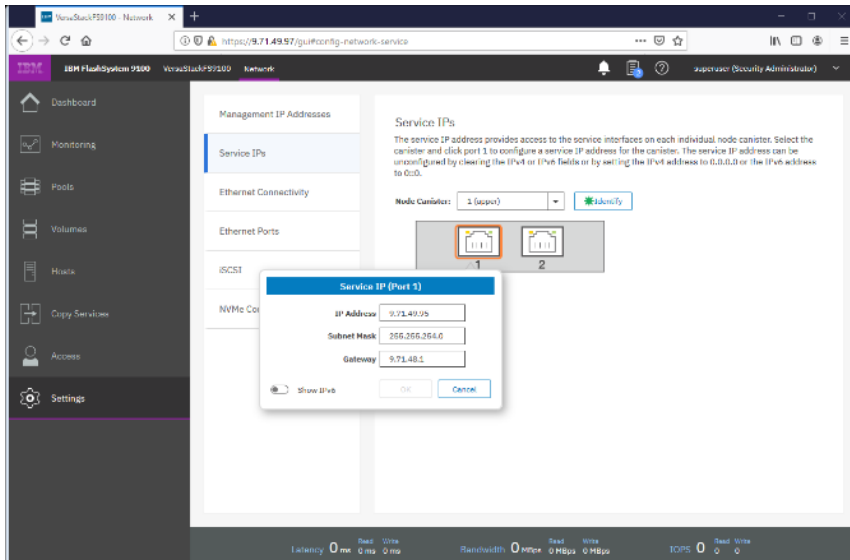 VersaStackFS9100 - Network
https://9.71.49.97/gui#config-network-service
IBM
IBM FlashSystem 9100 VersaStackFS9100 Network
superuser (Security Administrator)
Dashboard
Monitoring
Pools
Volumes
Hosts
Copy Services
Access
Settings
Management IP Addresses
Service IPs
Ethernet Connectivity
Ethernet Ports
iSCSI
NVMe
Service IPs
The service IP address provides access to the service interfaces on each individual node canister. Select the
canister and click port 1 to configure a service IP address for the canister. The service IP address can be
unconfigured by clearing the IPv4 or IPv6 fields or by setting the IPv4 address to 0.0.0.0 or the IPv6 address
to 0::0.
Node Canister: 1 (upper) Identify
1 2
Service IP (Port 1)
IP Address 9.71.49.95
Subnet Mask 255.255.254.0
Gateway 9.71.48.1
Show IPv6 OK Cancel
Latency 0 ms Read 0 ms Write 0 ms
Bandwidth 0 MBps Read 0 MBps Write 0 MBps
IOPS 0 Read 0 Write 0